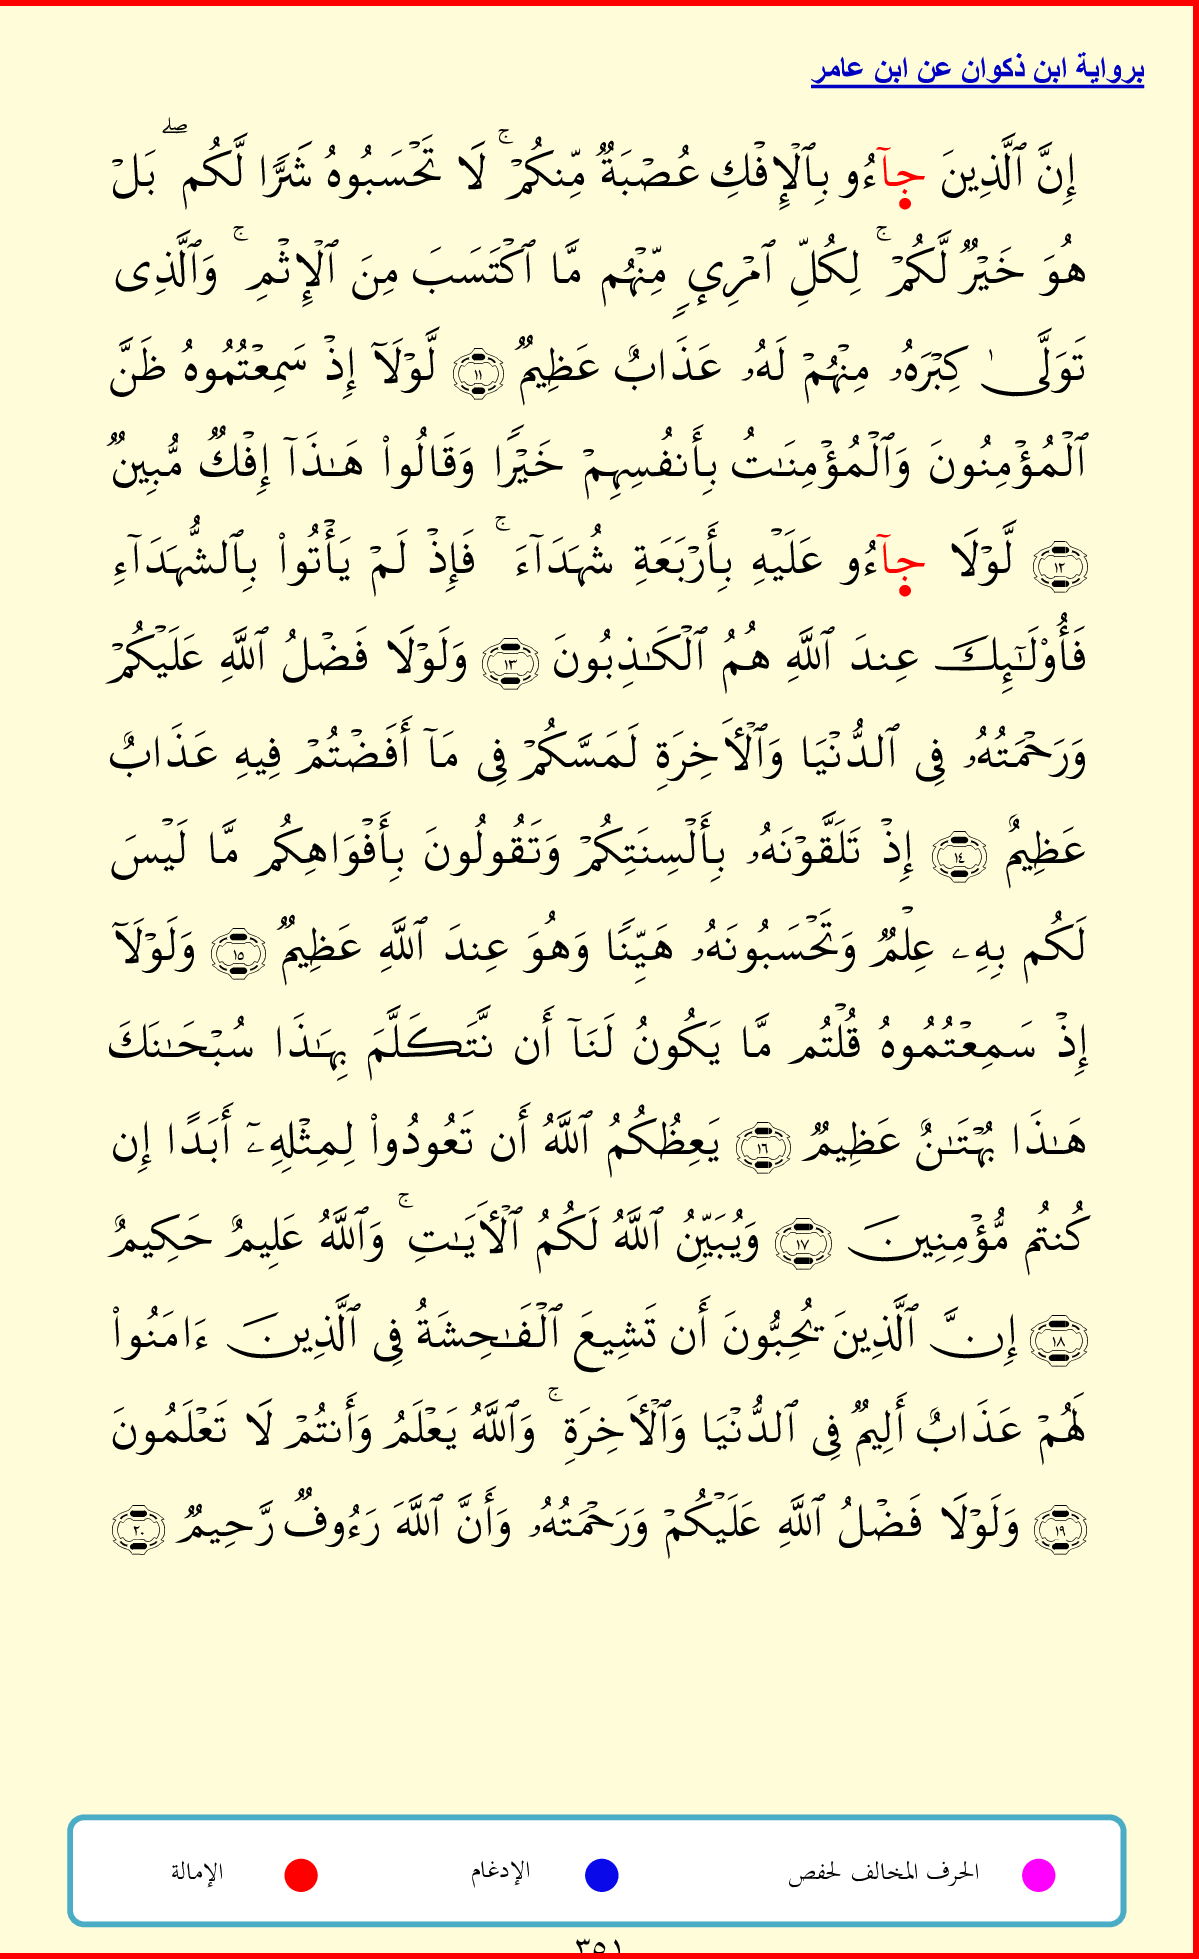 برواية ابن ذكوان عن ابن عامر
إِنَّ ٱلَّذِينَ جَآءُو بِٱلۡإِفۡكِ عُصۡبَةٌ مِّنكُمۡۚ لَا تَحۡسَبُوهُ شَرًّا لَّكُمۖ بَلۡ
هُوَ خَيۡرٌ لَّكُمۡۚ لِكُلِّ ٱمۡرِيٕٖ مِّنۡهُم مَّا ٱكۡتَسَبَ مِنَ ٱلۡإِثۡمِۚ وَٱلَّذِى
تَوَلَّىٰ كِبۡرَهُۥ مِنۡهُمۡ لَهُۥ عَذَابٌ عَظِيمٌ ١١ لَّوۡلَآ إِذۡ سَمِعۡتُمُوهُ ظَنَّ
ٱلۡمُؤۡمِنُونَ وَٱلۡمُؤۡمِنَـٰتُ بِأَنفُسِهِمۡ خَيۡرًا وَقَالُوا۟ هَـٰذَآ إِفۡكٌ مُّبِينٌ
١٢ لَّوۡلَا جَآءُو عَلَيۡهِ بِأَرۡبَعَةِ شُهَدَآءَۚ فَإِذۡ لَمۡ يَأۡتُوا۟ بِٱلشُّهَدَآءِ
فَأُو۟لَـٰٓئِكَ عِندَ ٱللَّهِ هُمُ ٱلۡكَـٰذِبُونَ ١٣ وَلَوۡلَا فَضۡلُ ٱللَّهِ عَلَيۡكُمۡ
وَرَحۡمَتُهُۥ فِى ٱلدُّنۡيَا وَٱلۡأَخِرَةِ لَمَسَّكُمۡ فِى مَآ أَفَضۡتُمۡ فِيهِ عَذَابٌ
عَظِيمٌ ١٤ إِذۡ تَلَقَّوۡنَهُۥ بِأَلۡسِنَتِكُمۡ وَتَقُولُونَ بِأَفۡوَاهِكُم مَّا لَيۡسَ
لَكُم بِهِۦ عِلۡمٌ وَتَحۡسَبُونَهُۥ هَيِّنًا وَهُوَ عِندَ ٱللَّهِ عَظِيمٌ ١٥ وَلَوۡلَآ
إِذۡ سَمِعۡتُمُوهُ قُلۡتُم مَّا يَكُونُ لَنَآ أَن نَّتَكَلَّمَ بِهَـٰذَا سُبۡحَـٰنَكَ
هَـٰذَا بُهۡتَـٰنٌ عَظِيمٌ ١٦ يَعِظُكُمُ ٱللَّهُ أَن تَعُودُوا۟ لِمِثۡلِهِۦٓ أَبَدًا إِن
كُنتُم مُّؤۡمِنِينَ ١٧ وَيُبَيِّنُ ٱللَّهُ لَكُمُ ٱلۡأَيَـٰتِۚ وَٱللَّهُ عَلِيمٌ حَكِيمٌ
١٨ إِنَّ ٱلَّذِينَ يُحِبُّونَ أَن تَشِيعَ ٱلۡفَـٰحِشَةُ فِى ٱلَّذِينَ ءَامَنُوا۟
لَهُمۡ عَذَابٌ أَلِيمٌ فِى ٱلدُّنۡيَا وَٱلۡأَخِرَةِۚ وَٱللَّهُ يَعۡلَمُ وَأَنتُمۡ لَا تَعۡلَمُونَ
١٩ وَلَوۡلَا فَضۡلُ ٱللَّهِ عَلَيۡكُمۡ وَرَحۡمَتُهُۥ وَأَنَّ ٱللَّهَ رَءُوفٌ رَّحِيمٌ ٢٠
الحرف المخالف لحفص الإدغام الإمالة
٣٥١